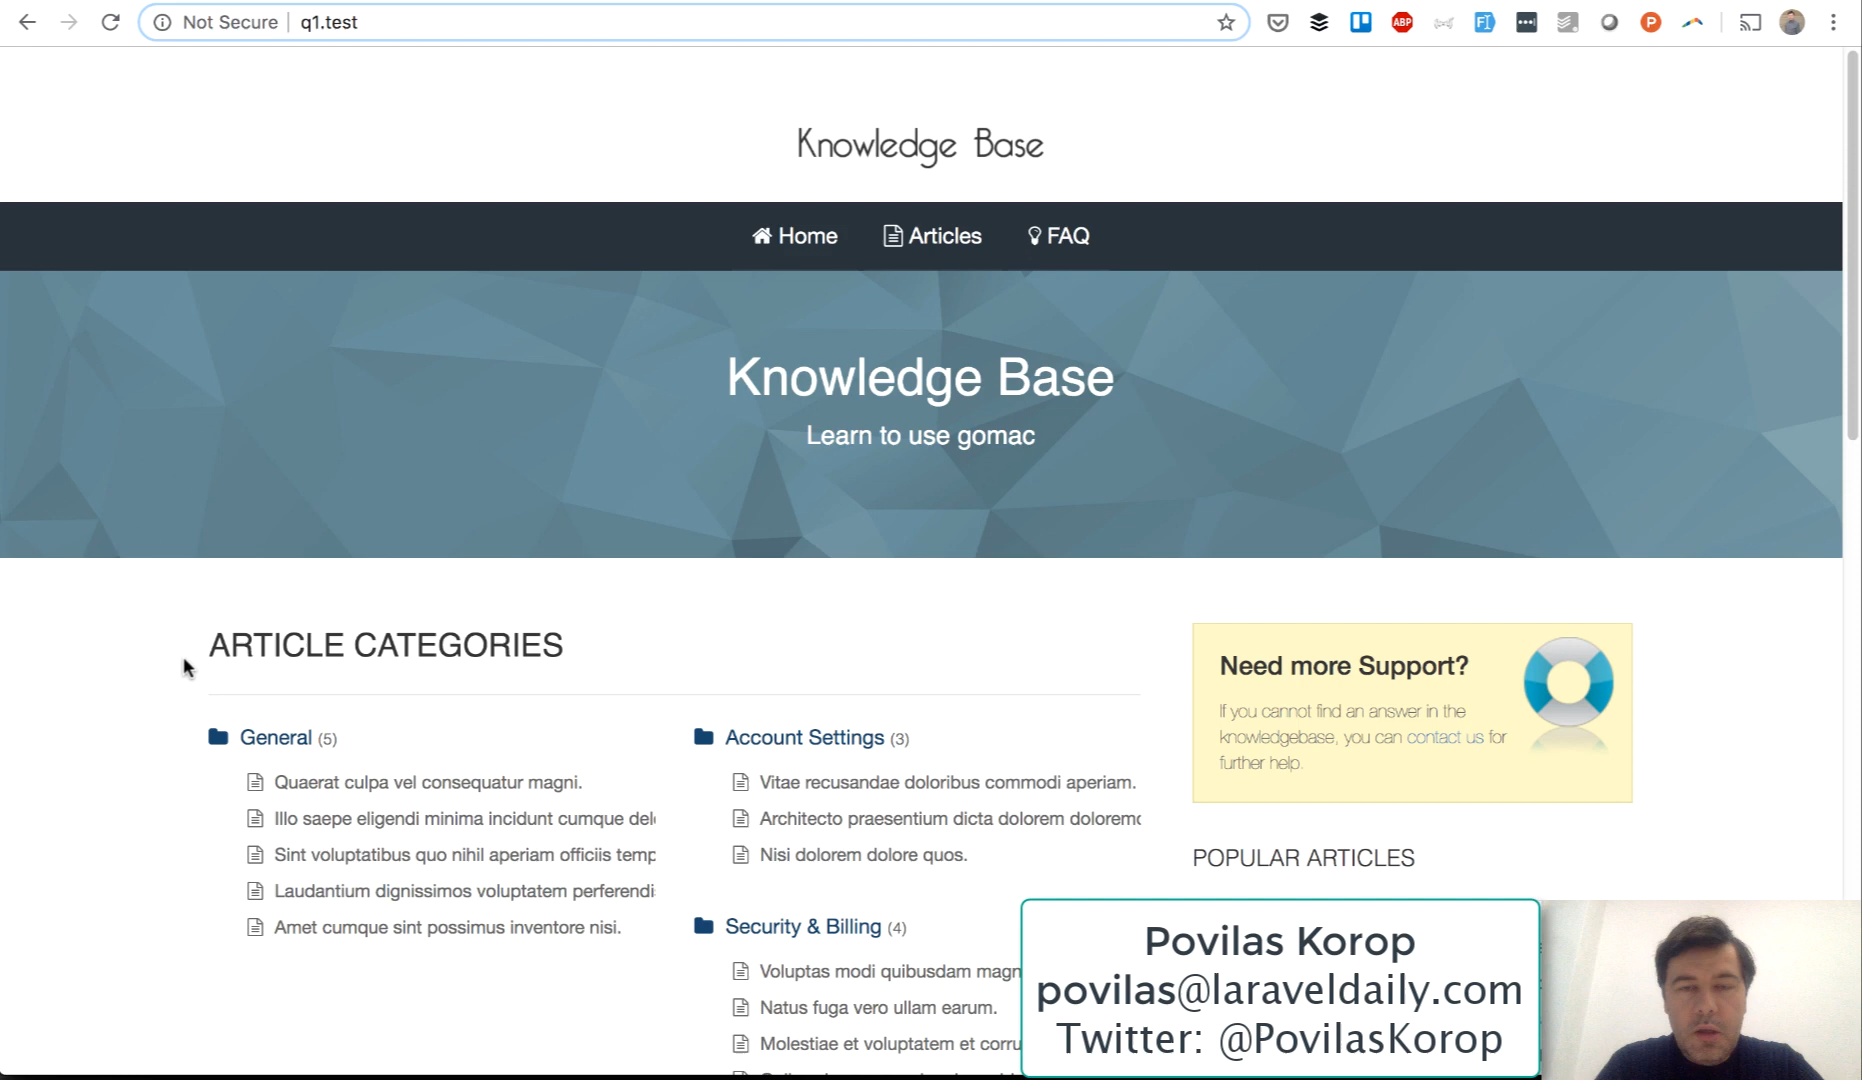 Not Secure | q1.test
ABP
P
Knowledge Base
Home
Articles
FAQ
Knowledge Base
Learn to use gomac
ARTICLE CATEGORIES
General (5)
Quaerat culpa vel consequatur magni.
Illo saepe eligendi minima incidunt cumque
Sint voluptatibus quo nihil aperiam officiis temp
Laudantium dignissimos voluptatem perferendi
Amet cumque sint possimus inventore nisi.
Account Settings (3)
Vitae recusandae doloribus commodi aperiam.
Architecto praesentium dicta dolorem
Nisi dolorem dolore quos.
Security & Billing (4)
Voluptas modi quibusdam magn
Natus fuga vero ullam earum.
Molestiae et voluptatem et corru
Need more Support?
If you cannot find an answer in the
knowledgebase, you can contact us for
further help.
POPULAR ARTICLES
Povilas Korop
povilas@laraveldaily.com
Twitter: @PovilasKorop